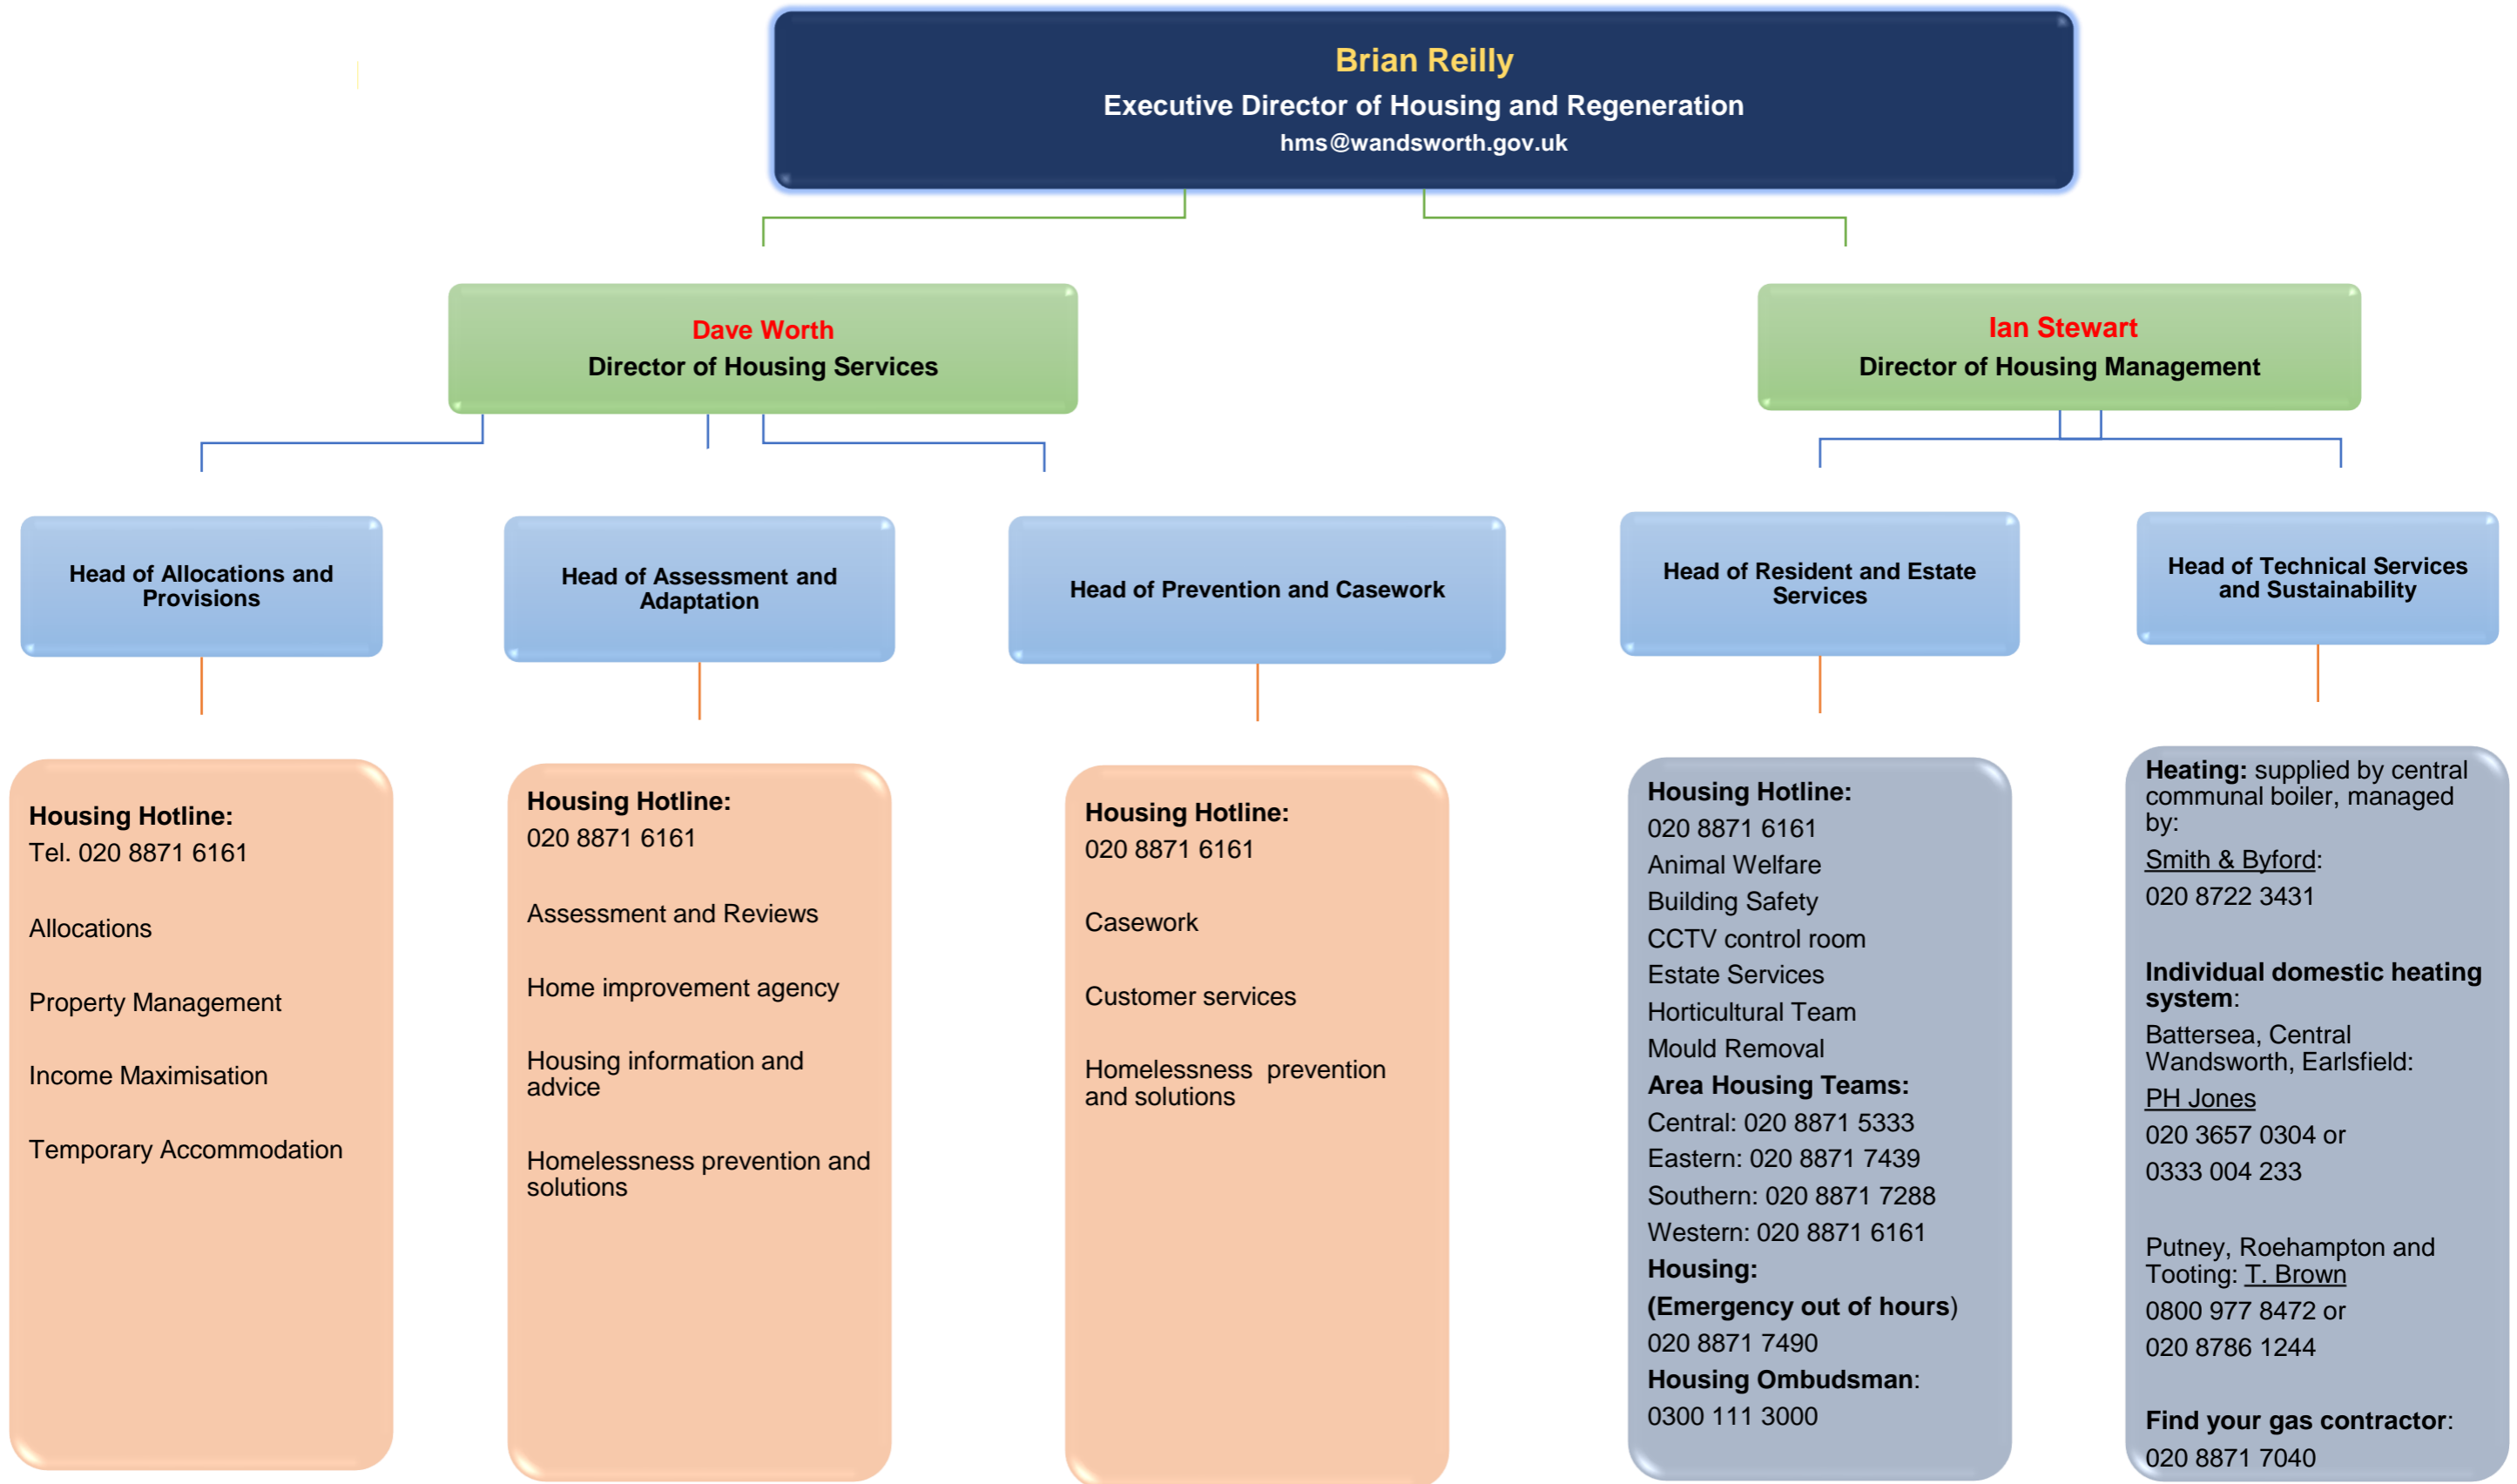 Brian Reilly
Executive Director of Housing and Regeneration
hms@wandsworth.gov.uk
Dave Worth
Director of Housing Services
Ian Stewart
Director of Housing Management
Head of Allocations and
Provisions
Head of Assessment and
Adaptation
Head of Prevention and Casework
Head of Resident and Estate
Services
Head of Technical Services
and Sustainability
Housing Hotline:
Tel. 020 8871 6161
Allocations
Property Management
Income Maximisation
Temporary Accommodation
Housing Hotline:
020 8871 6161
Assessment and Reviews
Home improvement agency
Housing information and
advice
Homelessness prevention and
solutions
Housing Hotline:
020 8871 6161
Casework
Customer services
Homelessness prevention
and solutions
Housing Hotline:
020 8871 6161
Animal Welfare
Building Safety
CCTV control room
Estate Services
Horticultural Team
Mould Removal
Area Housing Teams:
Central: 020 8871 5333
Eastern: 020 8871 7439
Southern: 020 8871 7288
Western: 020 8871 6161
Housing:
(Emergency out of hours)
020 8871 7490
Housing Ombudsman:
0300 111 3000
Heating: supplied by central
communal boiler, managed
by:
Smith & Byford:
020 8722 3431
Individual domestic heating
system:
Battersea, Central
Wandsworth, Earlsfield:
PH Jones
020 3657 0304 or
0333 004 233
Putney, Roehampton and
Tooting: T. Brown
0800 977 8472 or
020 8786 1244
Find your gas contractor:
020 8871 7040